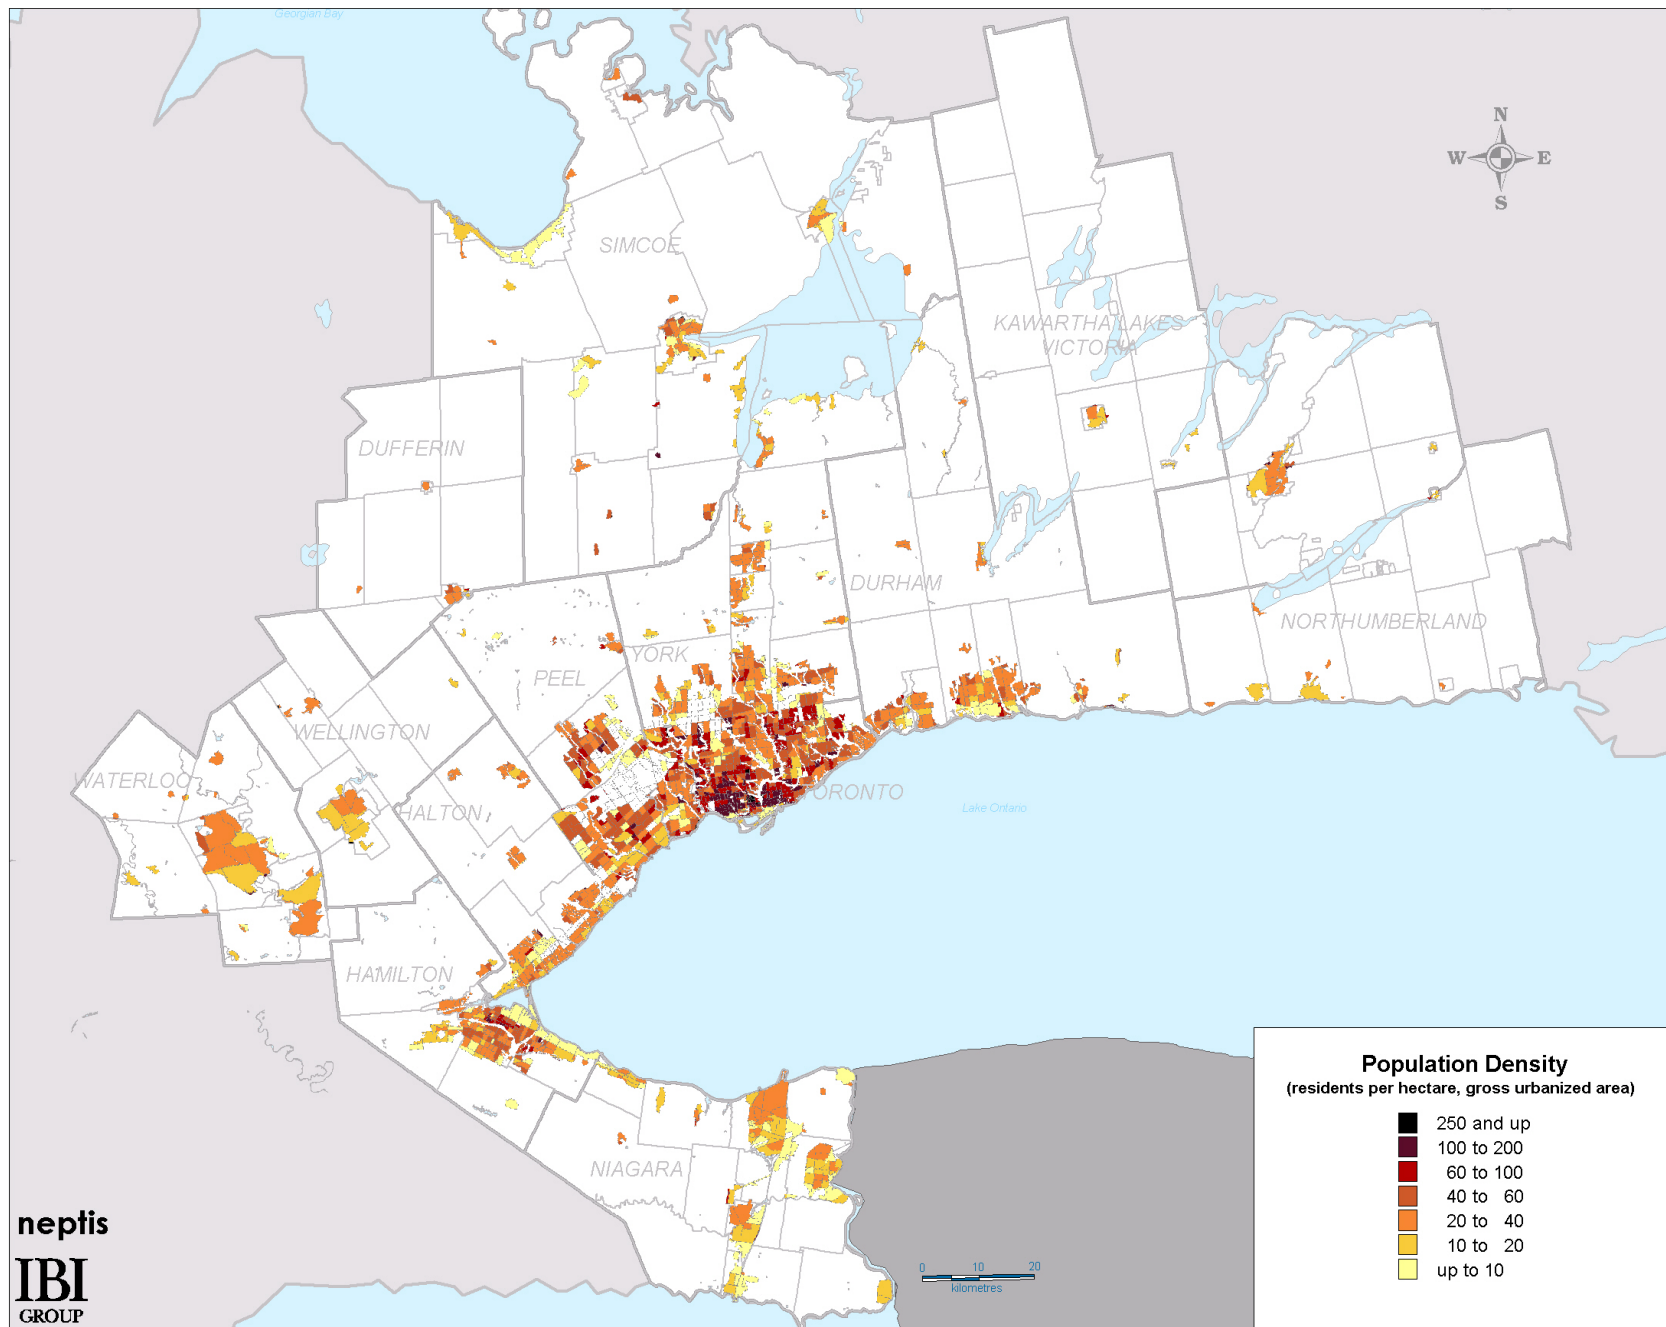 Georgian Bay
N
W E
S
SIMCOE
KAWARTHA LAKES
VICTORIA
DUFFERIN
DURHAM
NORTHUMBERLAND
YORK
PEEL
WELLINGTON
WATERLOO
HALTON
TORONTO
Lake Ontario
HAMILTON
NIAGARA
Population Density
(residents per hectare, gross urbanized area)
250 and up
100 to 200
60 to 100
40 to 60
20 to 40
10 to 20
up to 10
0 10 20
kilometres
neptis
IBI
GROUP